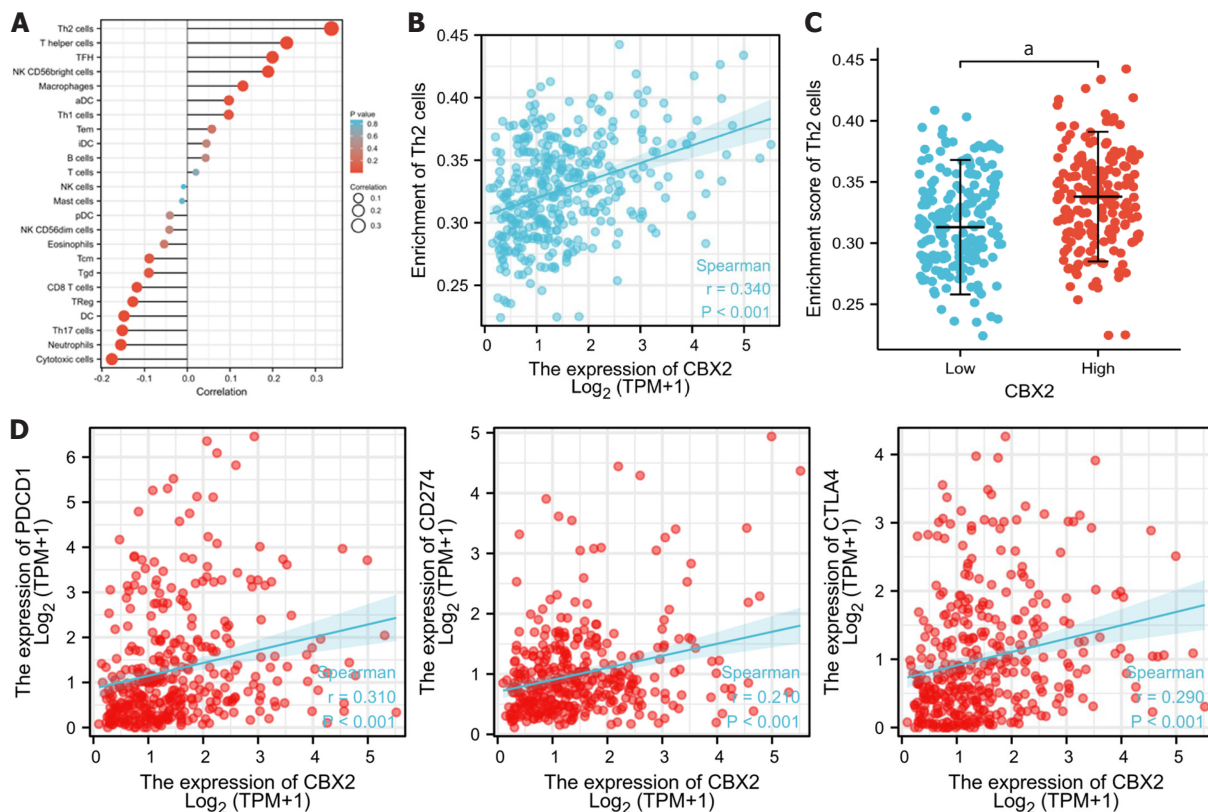 A
Th2 cells
T helper cells
TFH
NK CD56bright cells
Macrophages
aDC
Th1 cells
Tem
iDC
B cells
T cells
NK cells
Mast cells
pDC
NK CD56dim cells
Eosinophils
Tcm
Tgd
CD8 T cells
TReg
DC
Th17 cells
Neutrophils
Cytotoxic cells
-0.2 -0.1 0.0 0.1 0.2 0.3
Correlation
P value
0.8
0.6
0.4
0.2
Correlation
0.1
0.2
0.3
B
Enrichment of Th2 cells
0.45
0.40
0.35
0.30
0.25
Spearman
r = 0.340
P < 0.001
0 1 2 3 4 5
The expression of CBX2
Log2 (TPM+1)
C
Enrichment score of Th2 cells
0.45
0.40
0.35
0.30
0.25
a
Low High
CBX2
D
The expression of PDCD1
Log2 (TPM+1)
6
5
4
3
2
1
0
Spearman
r = 0.310
P < 0.001
0 1 2 3 4 5
The expression of CBX2
Log2 (TPM+1)
The expression of CD274
Log2 (TPM+1)
5
4
3
2
1
0
Spearman
r = 0.210
P < 0.001
0 1 2 3 4 5
The expression of CBX2
Log2 (TPM+1)
The expression of CTLA4
Log2 (TPM+1)
4
3
2
1
0
Spearman
r = 0.290
P < 0.001
0 1 2 3 4 5
The expression of CBX2
Log2 (TPM+1)